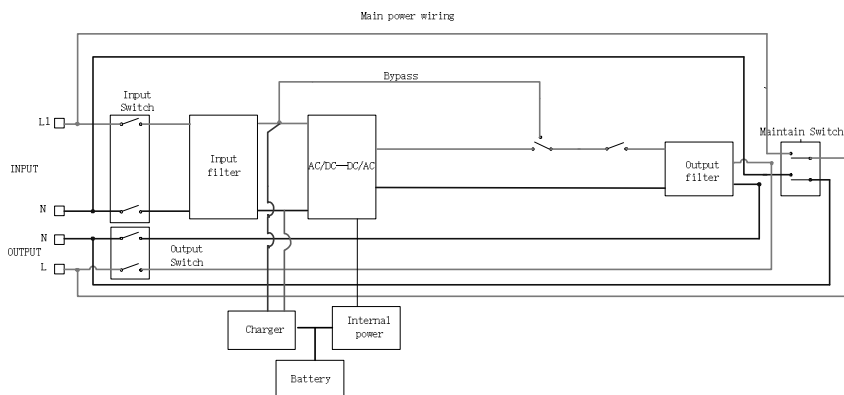 Main power wiring
Bypass
Input
Switch
L1
Maintain Switch
Input
filter
AC/DC—DC/AC
Output
filter
INPUT
N
N
OUTPUT
Output
Switch
L
Charger
Internal
power
Battery